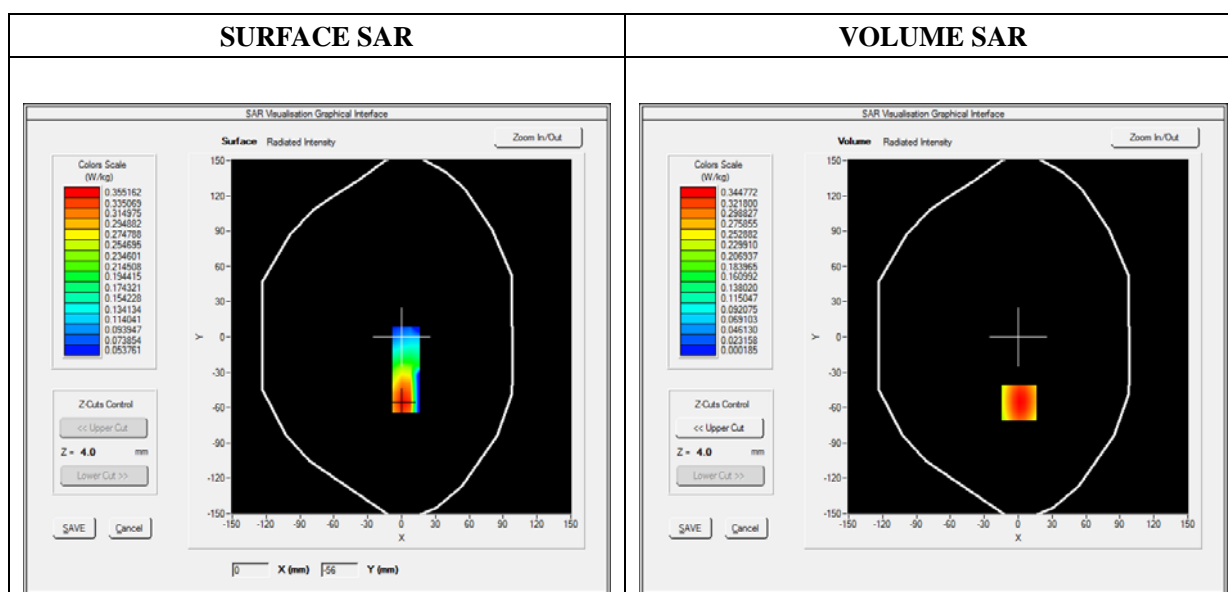 SURFACE SAR
VOLUME SAR
SAR Visualisation Graphical Interface
Surface Radiated Intensity
Zoom In/Out
Colors Scale
(W/kg)
0.355162
0.335069
0.314975
0.294882
0.274788
0.254695
0.234601
0.214508
0.194415
0.174321
0.154228
0.134134
0.114041
0.093947
0.073854
0.053761
Z-Cuts Control
<< Upper Cut
Z = 4.0 mm
Lower Cut >>
SAVE Cancel
150
120
90
60
30
0
-30
-60
-90
-120
-150
Y
-150 -120 -90 -60 -30 0 30 60 90 120 150
X
0 X (mm) -56 Y (mm)
SAR Visualisation Graphical Interface
Volume Radiated Intensity
Zoom In/Out
Colors Scale
(W/kg)
0.344772
0.321800
0.298827
0.275855
0.252882
0.229910
0.206937
0.183965
0.160992
0.138020
0.115047
0.092075
0.069103
0.046130
0.023158
0.000185
Z-Cuts Control
<< Upper Cut
Z = 4.0 mm
Lower Cut >>
SAVE Cancel
150
120
90
60
30
0
-30
-60
-90
-120
-150
Y
-150 -120 -90 -60 -30 0 30 60 90 120 150
X